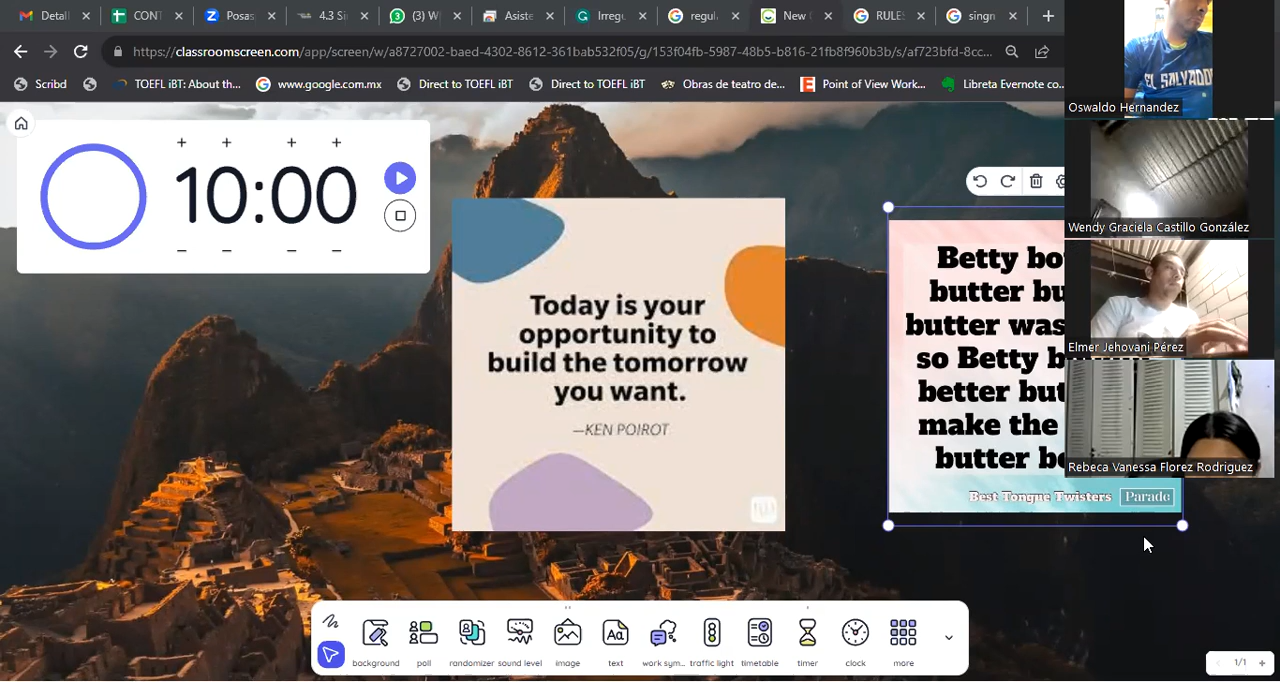 Detall
CONT
Posas
4.3 Sin
(3) W
Asiste
Irregu
regul
New
RULES
singn
https://classroomscreen.com/app/screen/w/a8727002-baed-4302-8612-361bab532f05/g/153f04fb-5987-48b5-b816-21fb8f960b3b/s/af723bfd-8cc...
Scribd
TOEFL iBT: About th...
www.google.com.mx
Direct to TOEFL iBT
Direct to TOEFL iBT
Obras de teatro de...
Point of View Work...
Libreta Evernote co...
EL SALVADOR
Oswaldo Hernandez
Wendy Graciela Castillo González
Elmer Jehovani Pérez
Rebeca Vanessa Florez Rodriguez
10:00
Today is your
opportunity to
build the tomorrow
you want.
—KEN POIROT
Betty bo
butter bu
butter was
so Betty b
better but
make the
butter be
Best Tongue Twisters Parade
background
poll
randomizer
sound level
image
Aa
text
work sym...
traffic light
timetable
timer
clock
more
1/1